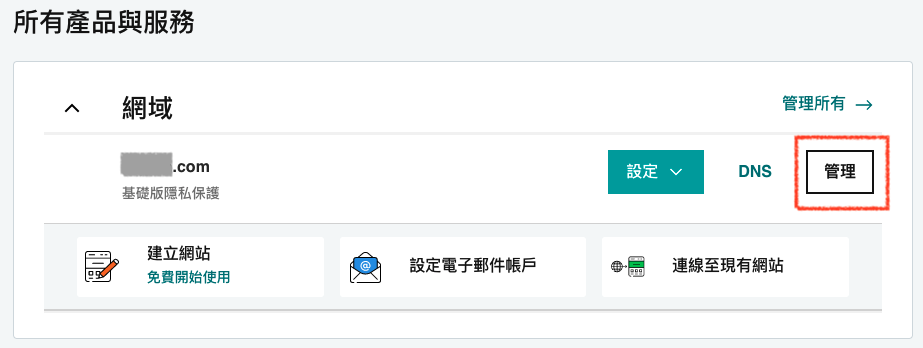 所有產品與服務
網域
管理所有 →
.com
設定
DNS
管理
基礎版隱私保護
建立網站
免費開始使用
設定電子郵件帳戶
連線至現有網站